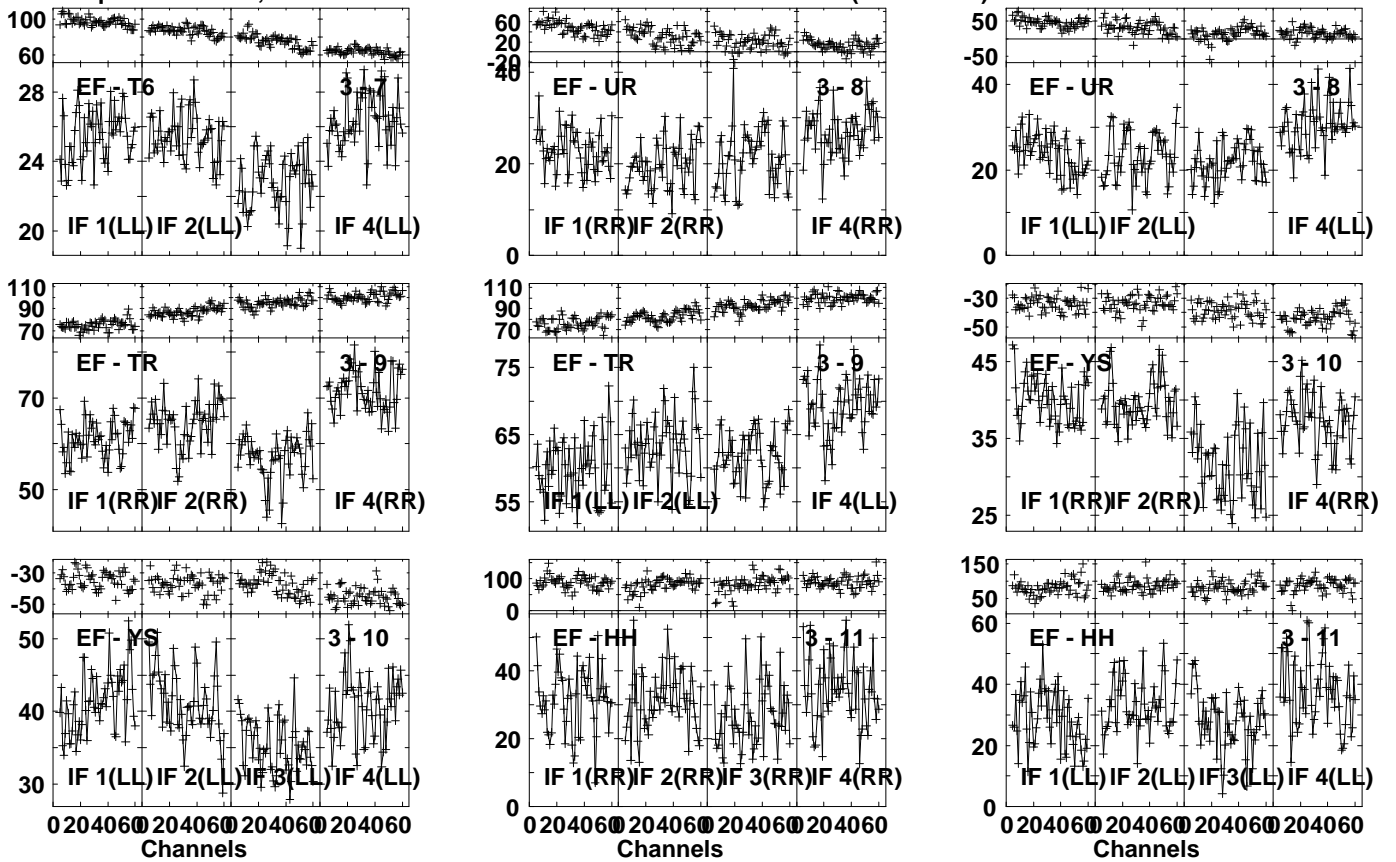 100
60
28
24
20
EF - T6
3 - 7
IF 1(LL) IF 2(LL) IF 4(LL)
60
20
-20
40
20
0
EF - UR
3 - 8
IF 1(RR) IF 2(RR) IF 4(RR)
50
-50
40
20
0
EF - UR
3 - 8
IF 1(LL) IF 2(LL) IF 4(LL)
110
90
70
70
50
EF - TR
3 - 9
IF 1(RR) IF 2(RR) IF 4(RR)
110
90
70
75
65
55
EF - TR
3 - 9
IF 1(LL) IF 2(LL) IF 4(LL)
-30
-50
45
35
25
EF - YS
3 - 10
IF 1(RR) IF 2(RR) IF 4(RR)
-30
-50
50
40
30
EF - YS
3 - 10
IF 1(LL) IF 2(LL) IF 3(LL) IF 4(LL)
0 204060 0 204060 0 204060 0 204060
Channels
100
0
40
20
0
EF - HH
3 - 11
IF 1(RR) IF 2(RR) IF 3(RR) IF 4(RR)
0 204060 0 204060 0 204060 0 204060
Channels
150
50
60
40
20
0
EF - HH
3 - 11
IF 1(LL) IF 2(LL) IF 3(LL) IF 4(LL)
0 204060 0 204060 0 204060 0 204060
Channels